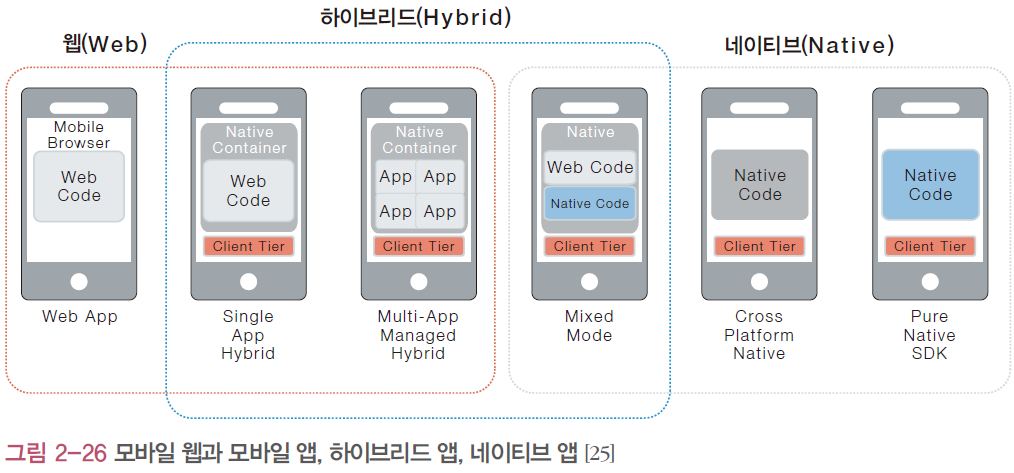 하이브리드(Hybrid)
웹(Web)
네이티브(Native)
Mobile
Browser
Web
Code
Web App
Native
Container
Web
Code
Client Tier
Single
App
Hybrid
Native
Container
App App
App App
Client Tier
Multi-App
Managed
Hybrid
Native
Web Code
Native Code
Client Tier
Mixed
Mode
Native
Code
Client Tier
Cross
Platform
Native
Native
Code
Client Tier
Pure
Native
SDK
그림 2-26 모바일 웹과 모바일 앱, 하이브리드 앱, 네이티브 앱 [25]